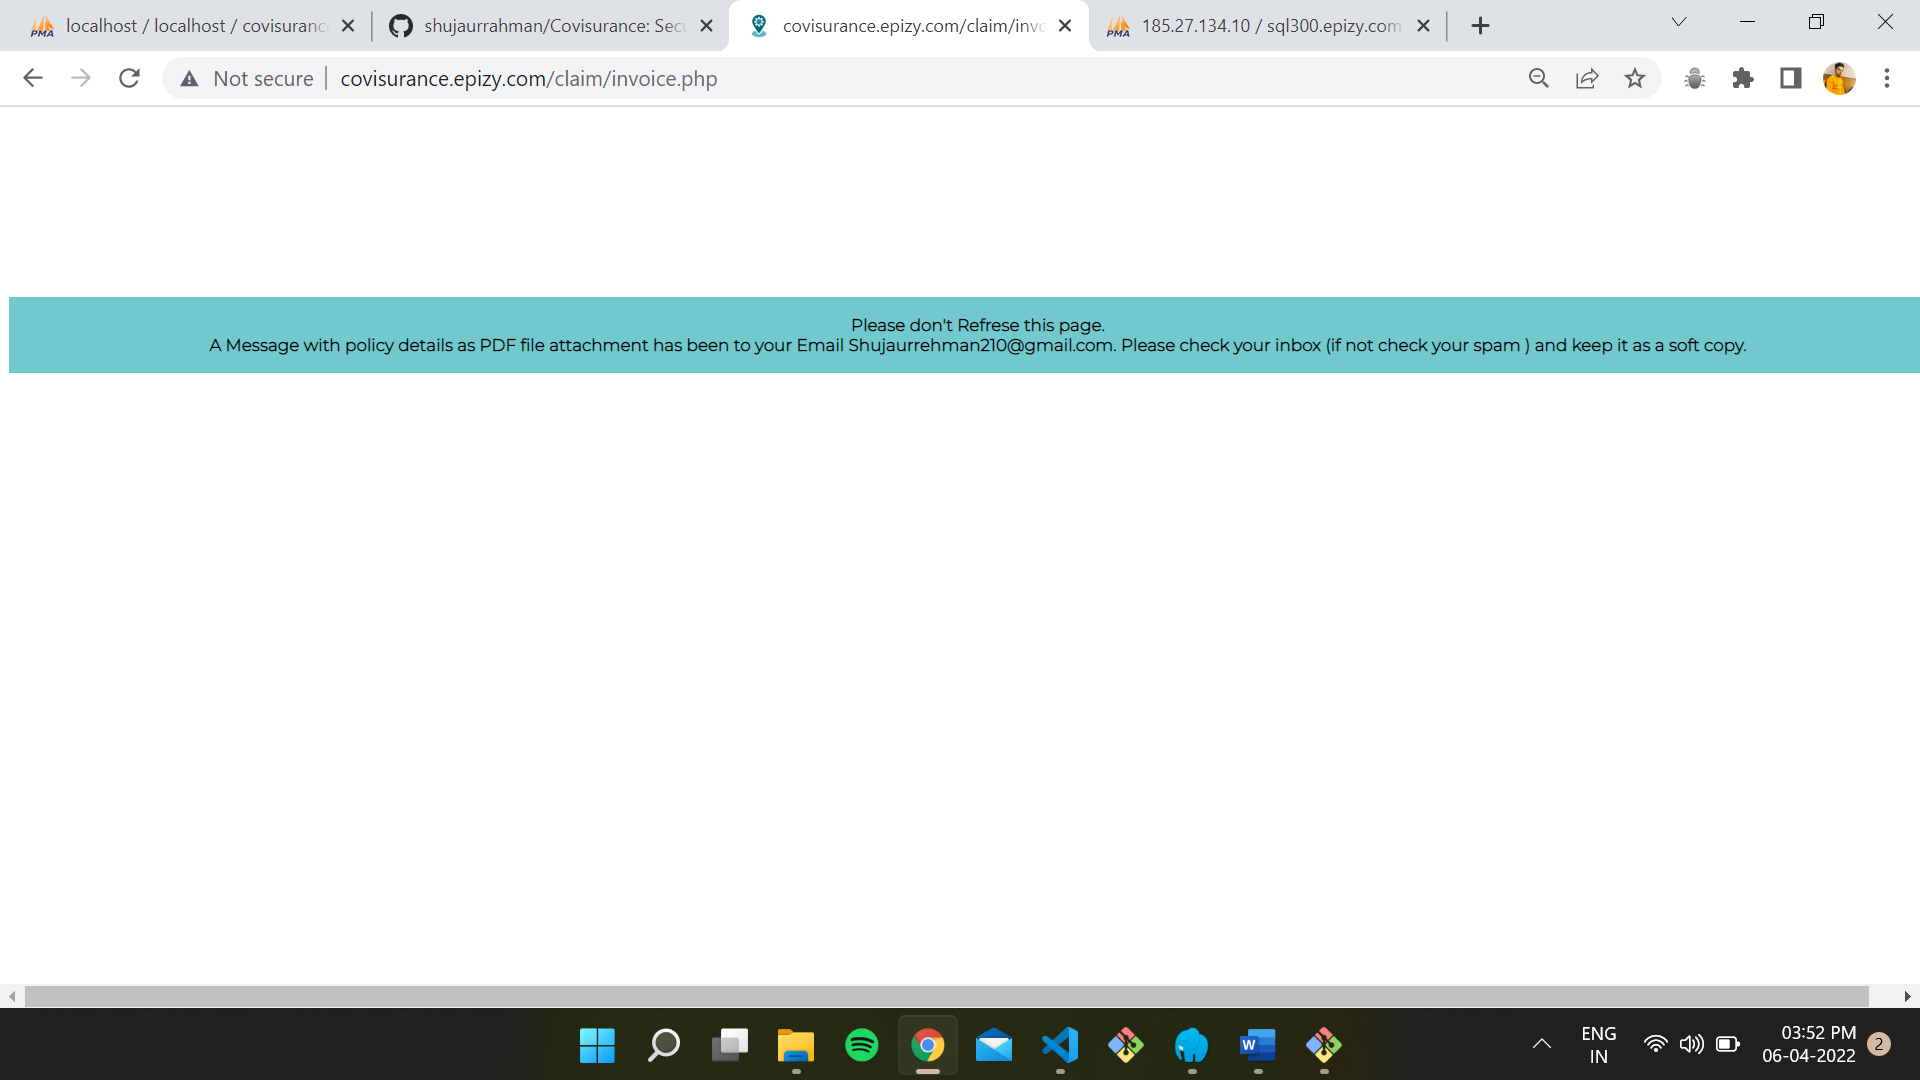 localhost / localhost / covisurance
shujaurrahman/Covisurance: Secu
covisurance.epizy.com/claim/invo
185.27.134.10 / sql300.epizy.com
Not secure
covisurance.epizy.com/claim/invoice.php
Please don't Refrese this page.
A Message with policy details as PDF file attachment has been to your Email Shujaurrehman210@gmail.com. Please check your inbox (if not check your spam ) and keep it as a soft copy.
ENG
IN
03:52 PM
06-04-2022
2